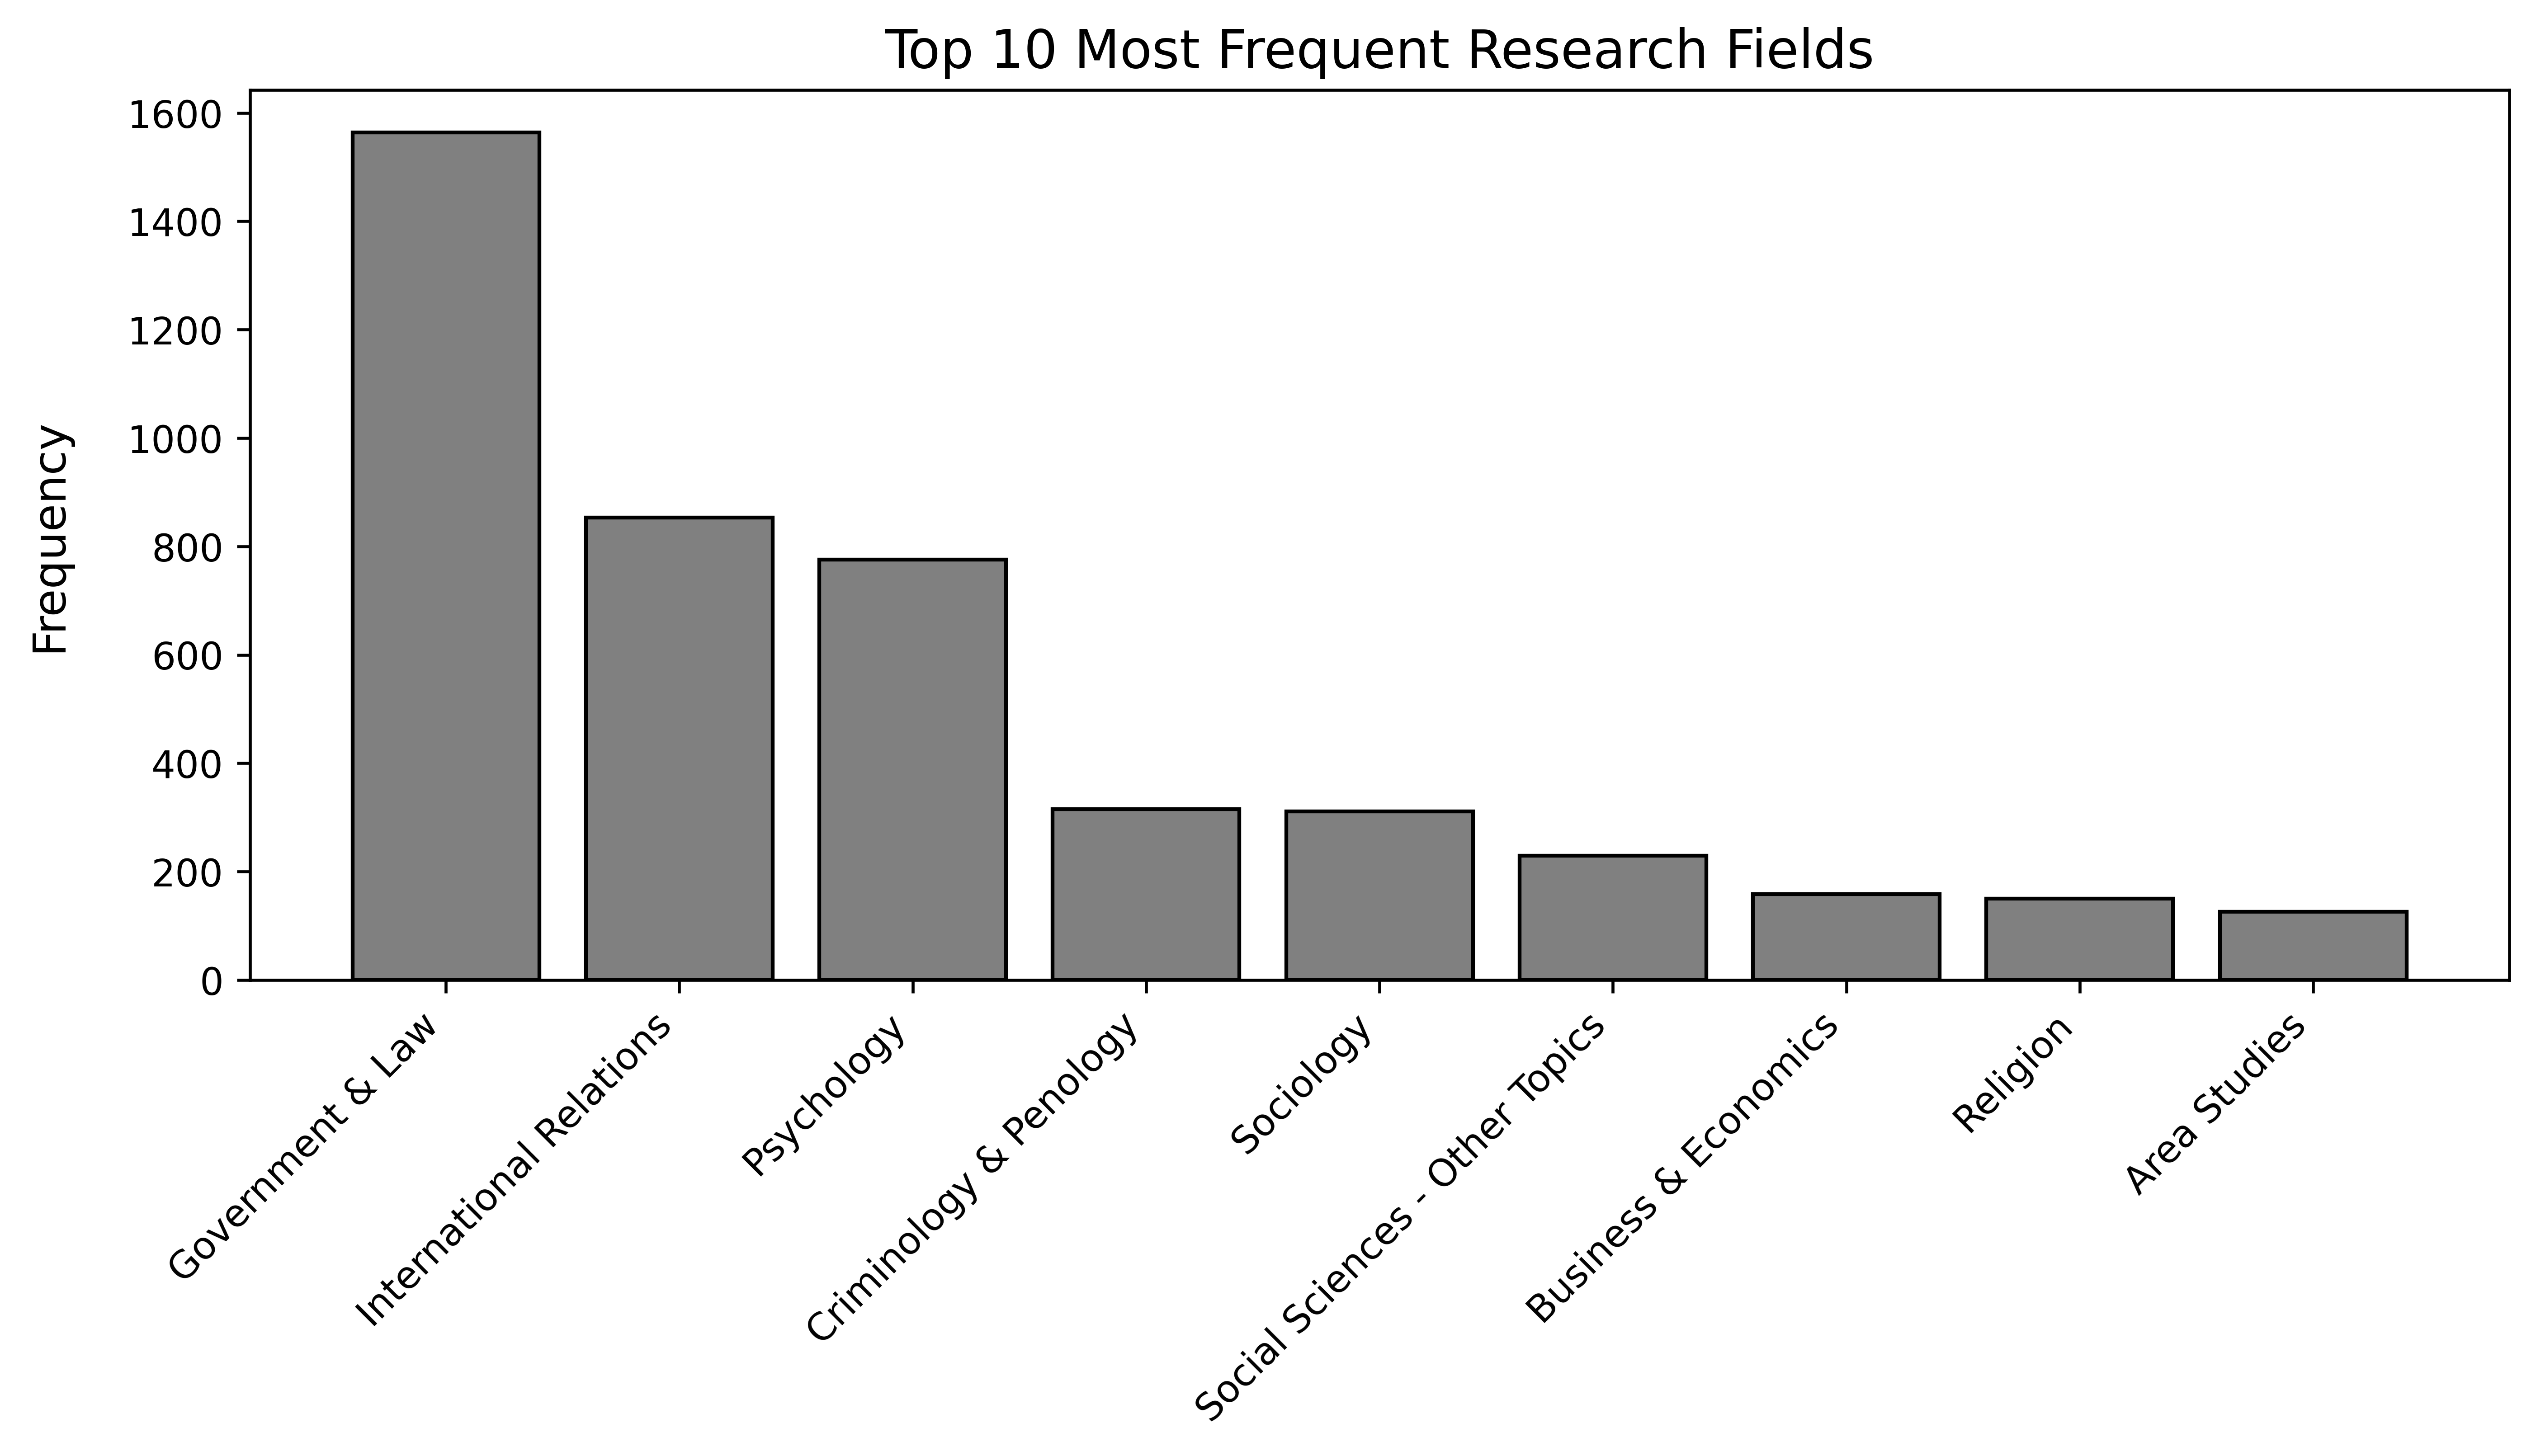 Top 10 Most Frequent Research Fields
Frequency
1600
1400
1200
1000
800
600
400
200
0
Government & Law
International Relations
Psychology
Criminology & Penology
Sociology
Social Sciences - Other Topics
Business & Economics
Religion
Area Studies